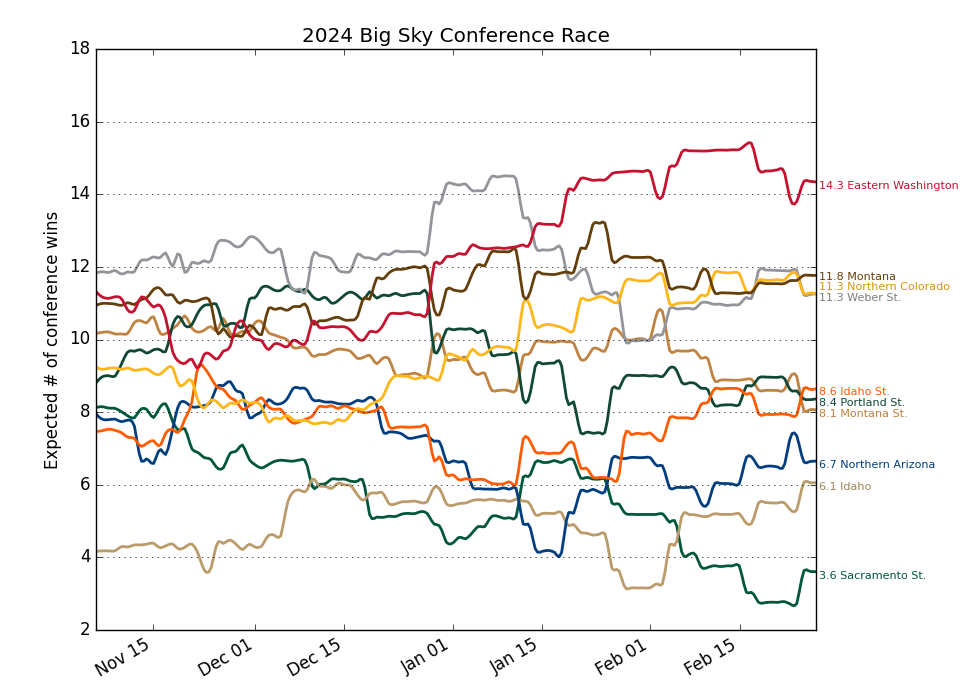 2024 Big Sky Conference Race
Expected # of conference wins
18
16
14
12
10
8
6
4
2
14.3 Eastern Washington
11.8 Montana
11.3 Northern Colorado
11.3 Weber St.
8.6 Idaho St.
8.4 Portland St.
8.1 Montana St.
6.7 Northern Arizona
6.1 Idaho
3.6 Sacramento St.
Nov 15
Dec 01
Dec 15
Jan 01
Jan 15
Feb 01
Feb 15